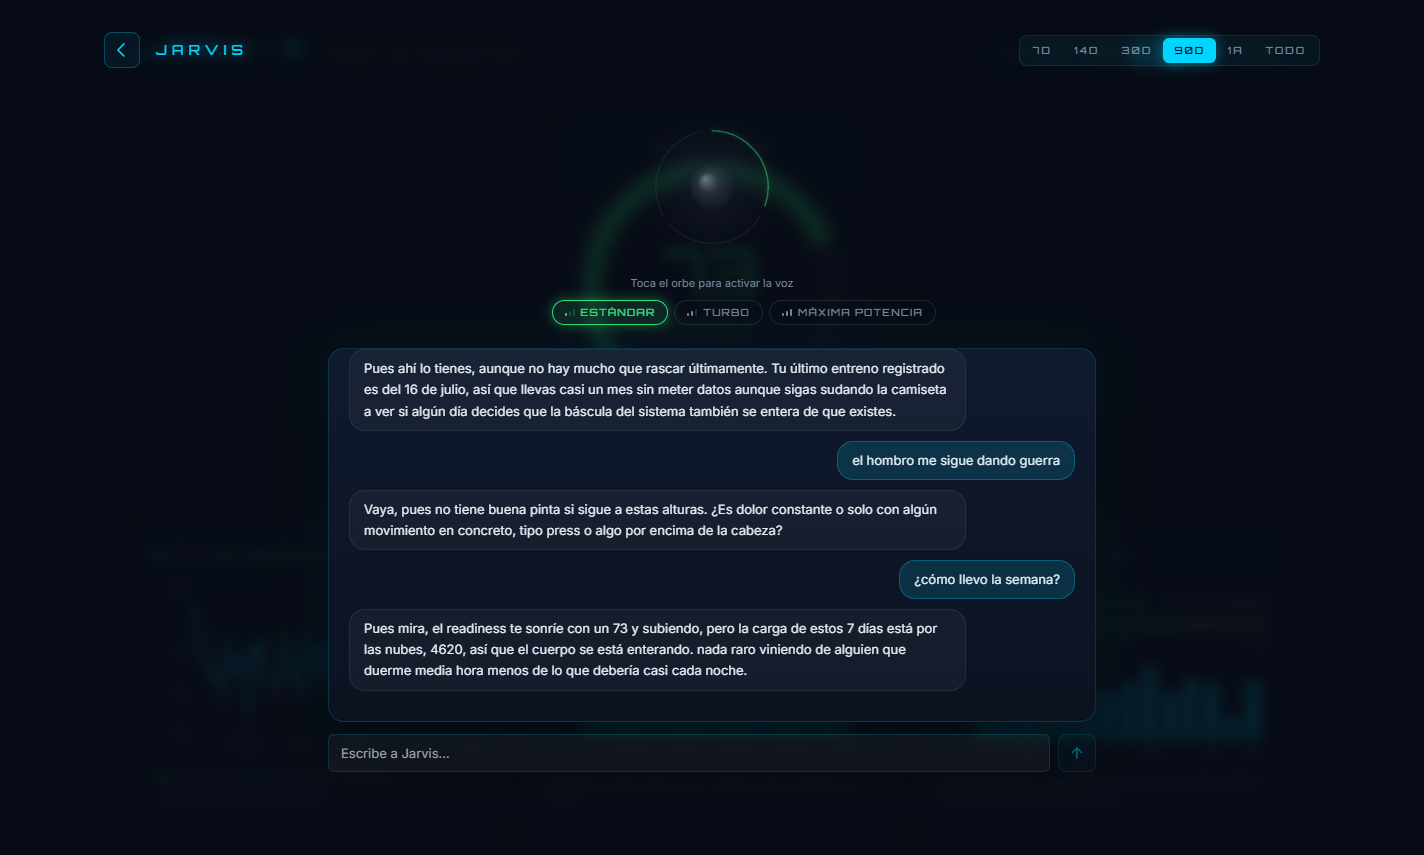 JARVIS
7D 14D 30D 90D 1A TODO
73
Toca el orbe para activar la voz
ESTÁNDAR TURBO MÁXIMA POTENCIA
Pues ahí lo tienes, aunque no hay mucho que rascar últimamente. Tu último entreno registrado
es del 16 de julio, así que llevas casi un mes sin meter datos aunque sigas sudando la camiseta
a ver si algún día decides que la báscula del sistema también se entera de que existes.
el hombro me sigue dando guerra
Vaya, pues no tiene buena pinta si sigue a estas alturas. ¿Es dolor constante o solo con algún
movimiento en concreto, tipo press o algo por encima de la cabeza?
¿cómo llevo la semana?
Pues mira, el readiness te sonríe con un 73 y subiendo, pero la carga de estos 7 días está por
las nubes, 4620, así que el cuerpo se está enterando. nada raro viniendo de alguien que
duerme media hora menos de lo que debería casi cada noche.
Escribe a Jarvis...